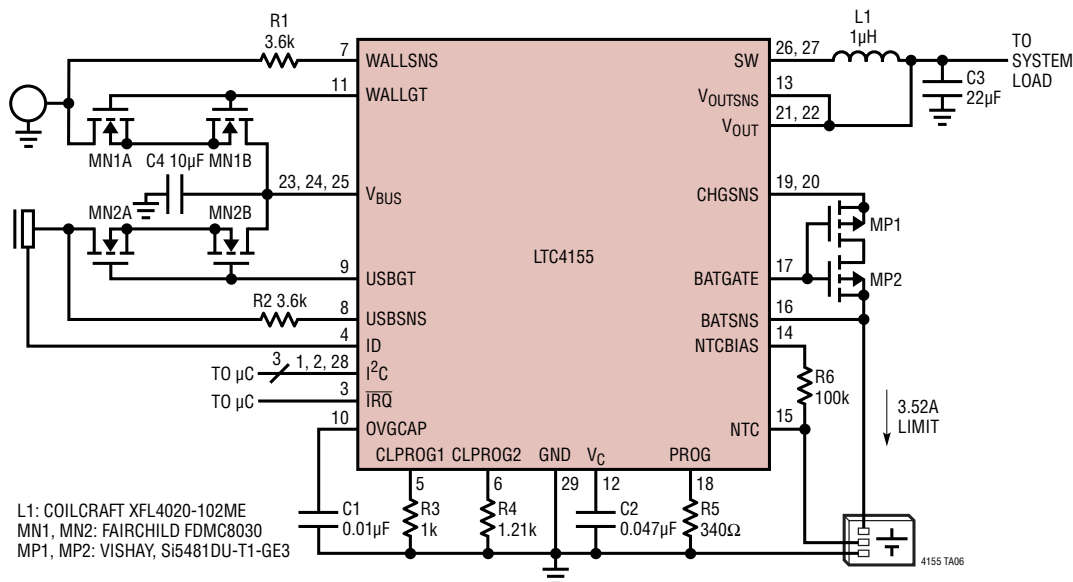 R1
3.6k
7
WALLSNS
11
WALLGT
MN1A
C4 10µF
MN1B
23, 24, 25
VBUS
MN2A
MN2B
9
USBGT
R2 3.6k
8
USBSNS
4
ID
TO µC
3
1, 2, 28
I2C
TO µC
3
IRQ
10
OVGCAP
LTC4155
CLPROG1
CLPROG2
GND
VC
PROG
5
6
29
12
18
C1
0.01µF
R3
1k
R4
1.21k
C2
0.047µF
R5
340Ω
SW
26, 27
L1
1µH
TO
SYSTEM
LOAD
C3
22µF
VOUTSNS
13
VOUT
21, 22
CHGSNS
19, 20
MP1
BATGATE
17
MP2
BATSNS
16
NTCBIAS
14
R6
100k
NTC
15
3.52A
LIMIT
L1: COILCRAFT XFL4020-102ME
MN1, MN2: FAIRCHILD FDMC8030
MP1, MP2: VISHAY, Si5481DU-T1-GE3
4155 TA06